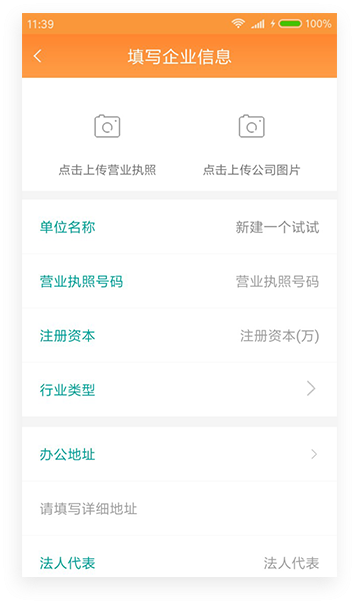 11:39 100%
填写企业信息
点击上传营业执照 点击上传公司图片
单位名称 新建一个试试
营业执照号码 营业执照号码
注册资本 注册资本(万)
行业类型
办公地址
请填写详细地址
法人代表 法人代表